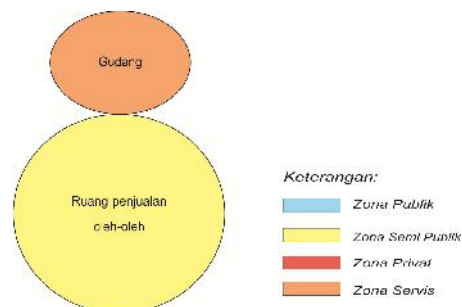 Gudang
Ruang penjualan
oleh-oleh
Keterangan:
Zona Publik
Zona Semi Publik
Zona Privat
Zona Servis